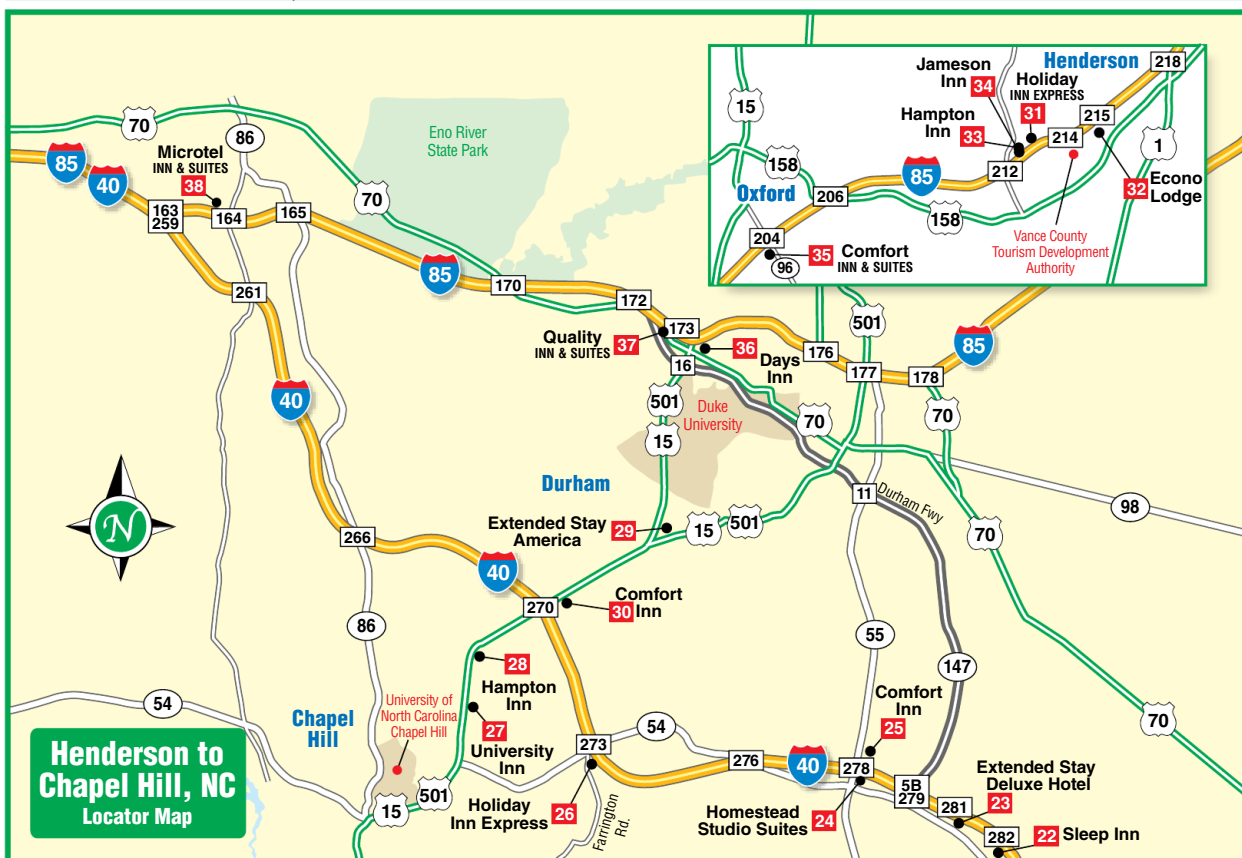 70
86
85
40
Microtel
INN & SUITES
38
163
259
164
165
Eno River
State Park
70
261
85
170
172
40
Quality
INN & SUITES
37
173
36
Days
Inn
16
176
177
178
501
85
70
501
15
Duke
University
70
Durham
11
Durham Fwy
98
70
N
266
Extended Stay
America
29
15
501
40
270
Comfort
Inn
30
86
55
147
28
Hampton
Inn
54
Chapel
Hill
University of
North Carolina
Chapel Hill
27
University
Inn
273
54
276
40
278
Comfort
Inn
25
5B
279
281
282
Extended Stay
Deluxe Hotel
23
22
Sleep Inn
70
15
501
Holiday
Inn Express
26
Farrington
Rd.
Homestead
Studio Suites
24
Henderson to
Chapel Hill, NC
Locator Map
Jameson
Inn
34
Holiday
INN EXPRESS
31
Henderson
218
15
Hampton
Inn
33
215
214
1
158
212
85
Oxford
206
158
32
Econo
Lodge
204
35
Comfort
INN & SUITES
96
Vance County
Tourism Development
Authority